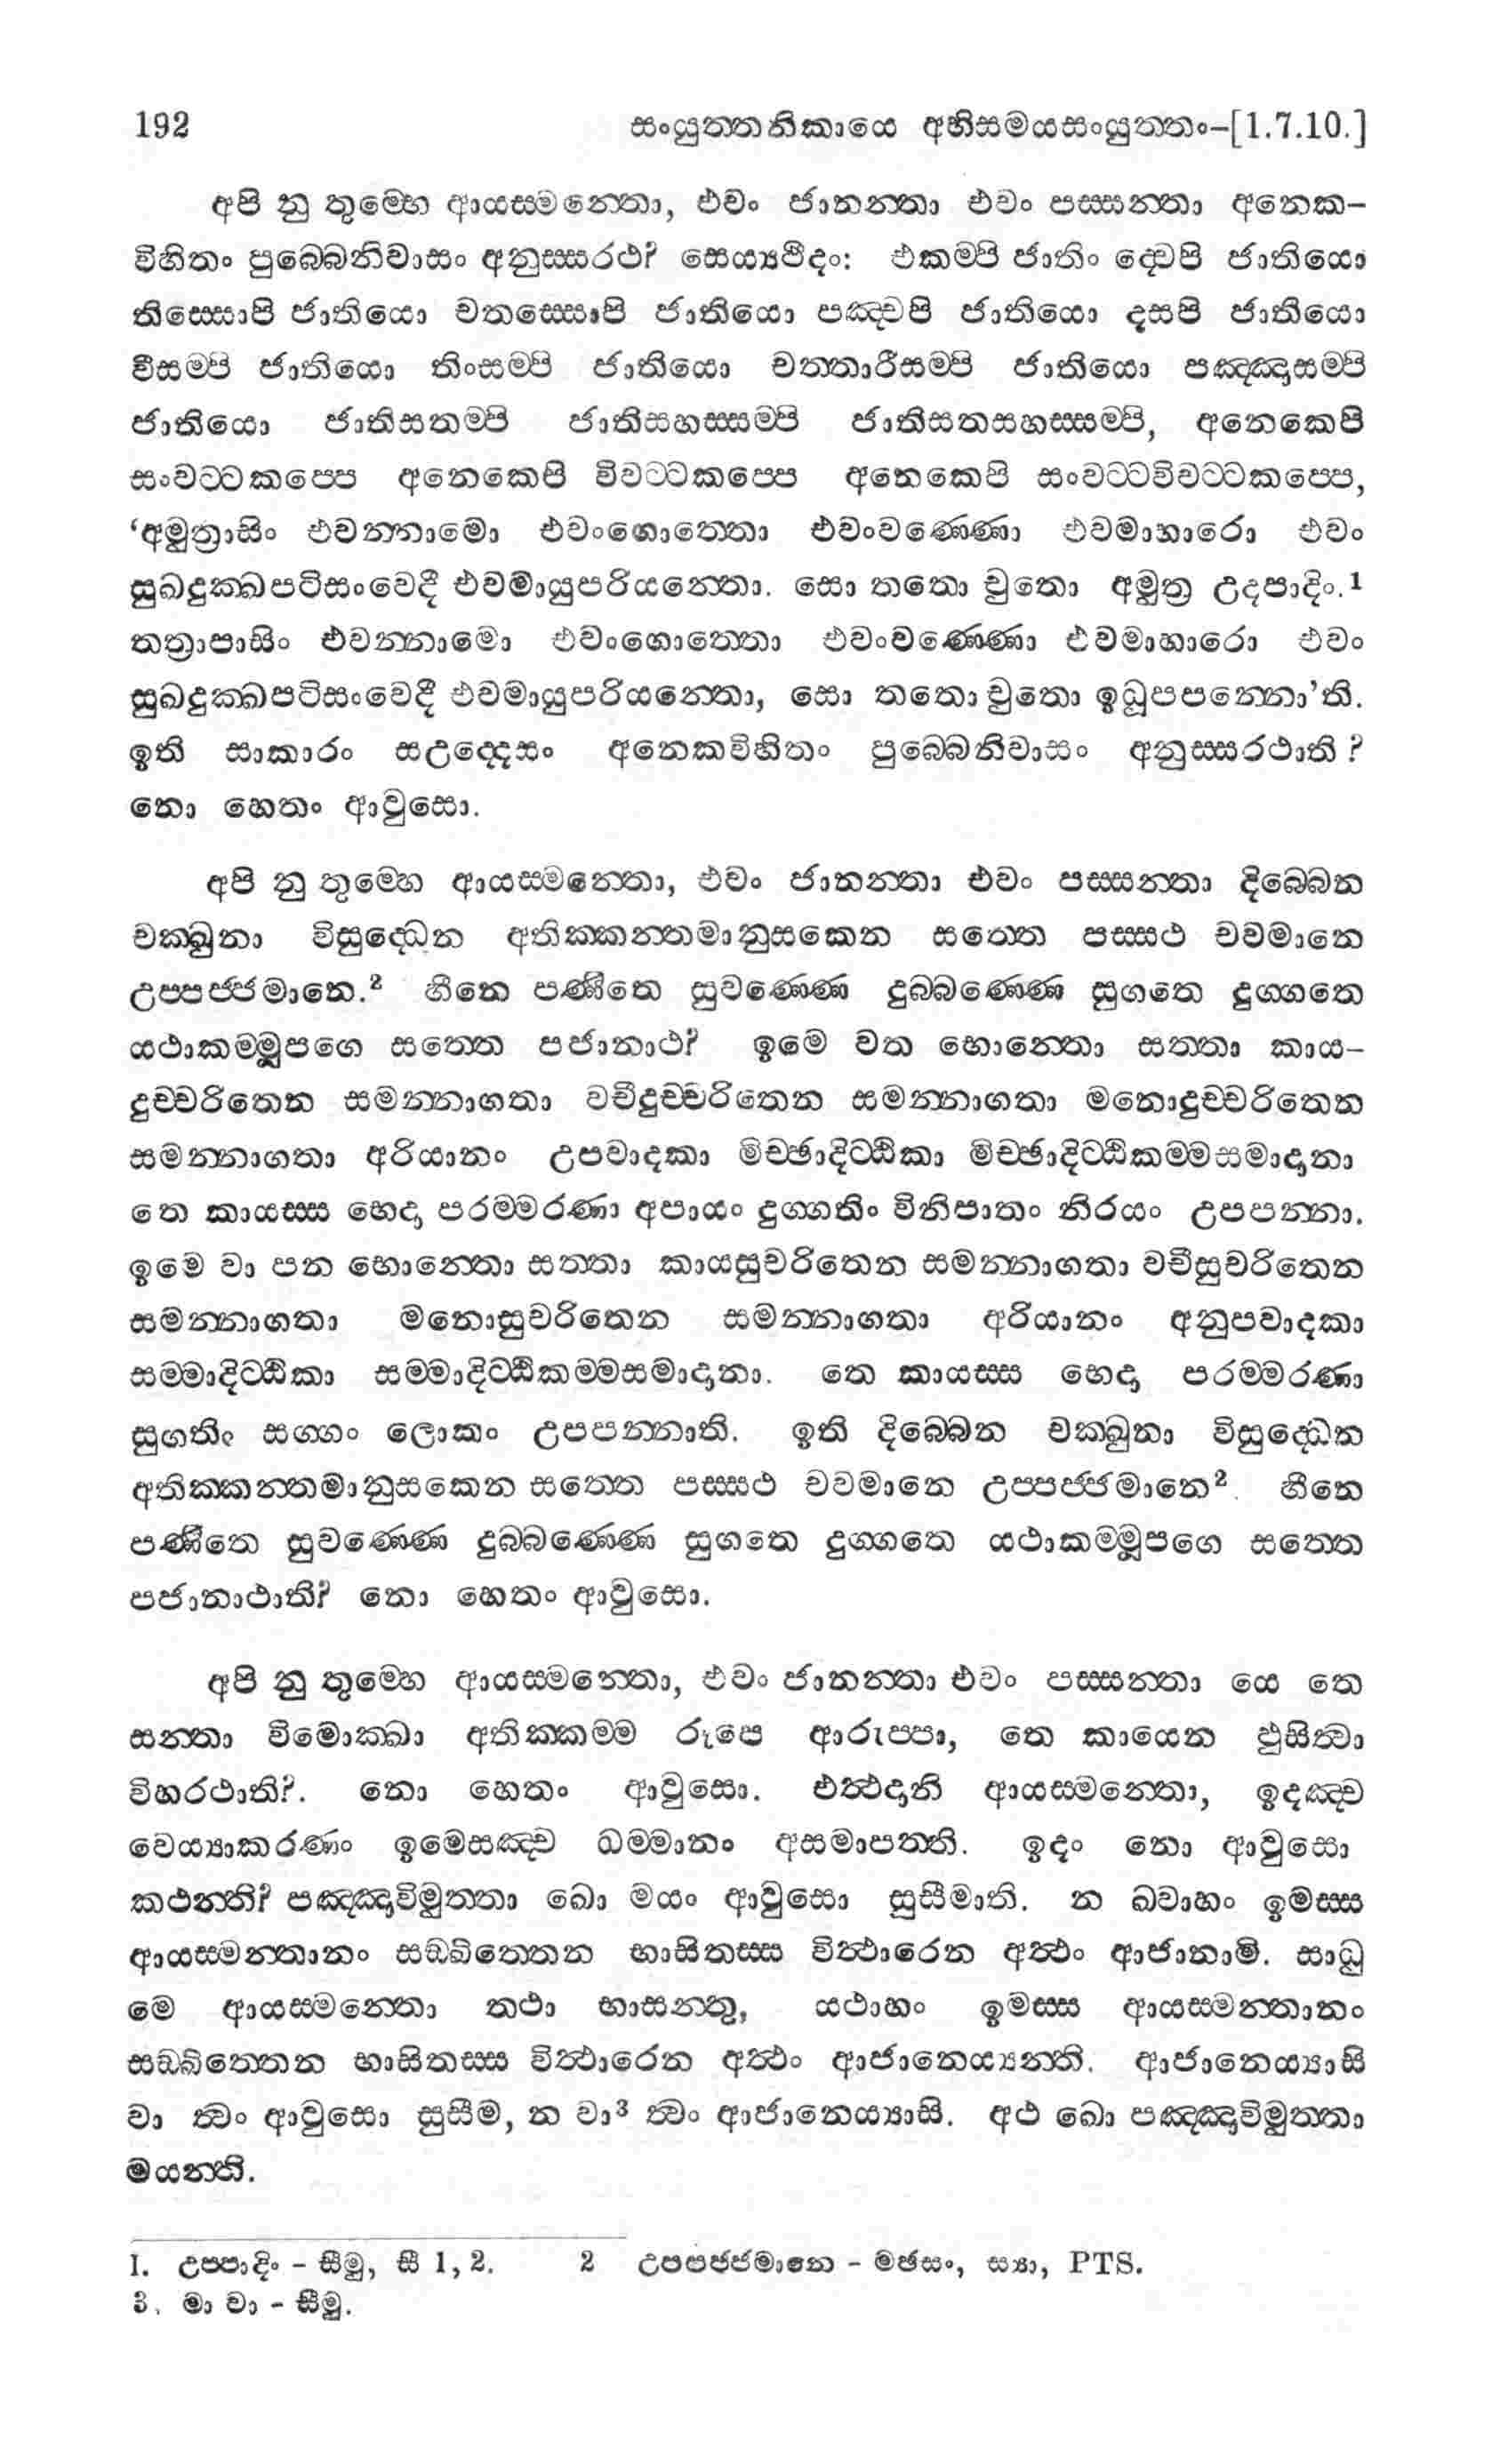 192 සංයුත්තනිකායෙ අභිසමයසංයුත්තං-[1.7.10.]
අපි නු තුම්හෙ ආයස්මන්තො, එවං ජානන්තා එවං පස්සන්තා අනෙක-
විහිතං පුබ්බෙනිවාසං අනුස්සරථ? සෙය්‍යථීදං: එකම්පි ජාතිං ද්වෙපි ජාතියො
තිස්සොපි ජාතියො චතස්සොපි ජාතියො පඤ්චපි ජාතියො දසපි ජාතියො
වීසම්පි ජාතියො තිංසම්පි ජාතියො චත්තාරීසම්පි ජාතියො පඤ්ඤාසම්පි
ජාතියො ජාතිසතම්පි ජාතිසහස්සම්පි ජාතිසතසහස්සම්පි, අනෙකෙපි
සංවට්ටකප්පෙ අනෙකෙපි විවට්ටකප්පෙ අනෙකෙපි සංවට්ටවිවට්ටකප්පෙ,
‘අමුත්‍රාසිං එවන්නාමො එවංගොත්තො එවංවණ්ණො එවමාහාරො එවං
සුඛදුක්ඛපටිසංවෙදී එවමායුපරියන්තො. සො තතො චුතො අමුත්‍ර උදපාදිං.1
තත්‍රාපාසිං එවන්නාමො එවංගොත්තො එවංවණ්ණො එවමාහාරො එවං
සුඛදුක්ඛපටිසංවෙදී එවමායුපරියන්තො, සො තතො චුතො ඉධූපපන්නො’ති.
ඉති සාකාරං සඋද්දෙසං අනෙකවිහිතං පුබ්බෙනිවාසං අනුස්සරථාති?
නො හෙතං ආවුසො.
අපි නු තුම්හෙ ආයස්මන්තො, එවං ජානන්තා එවං පස්සන්තා දිබ්බෙන
චක්ඛුනා විසුද්ධෙන අතික්කන්තමානුසකෙන සත්තෙ පස්සථ චවමානෙ
උප්පජ්ජමානෙ.2 හීනෙ පණීතෙ සුවණ්ණෙ දුබ්බණ්ණෙ සුගතෙ දුග්ගතෙ
යථාකම්මූපගෙ සත්තෙ පජානාථ? ඉමෙ වත භොන්තො සත්තා කාය-
දුච්චරිතෙන සමන්නාගතා වචීදුච්චරිතෙන සමන්නාගතා මනොදුච්චරිතෙන
සමන්නාගතා අරියානං උපවාදකා මිච්ඡාදිට්ඨිකා මිච්ඡාදිට්ඨිකම්මසමාදානා
තෙ කායස්ස භෙදා පරම්මරණා අපායං දුග්ගතිං විනිපාතං නිරයං උපපන්නා.
ඉමෙ වා පන භොන්තො සත්තා කායසුචරිතෙන සමන්නාගතා වචීසුචරිතෙන
සමන්නාගතා මනොසුචරිතෙන සමන්නාගතා අරියානං අනුපවාදකා
සම්මාදිට්ඨිකා සම්මාදිට්ඨිකම්මසමාදානා. තෙ කායස්ස භෙදා පරම්මරණා
සුගතිං සග්ගං ලොකං උපපන්නාති. ඉති දිබ්බෙන චක්ඛුනා විසුද්ධෙන
අතික්කන්තමානුසකෙන සත්තෙ පස්සථ චවමානෙ උප්පජ්ජමානෙ2. හීනෙ
පණීතෙ සුවණ්ණෙ දුබ්බණ්ණෙ සුගතෙ දුග්ගතෙ යථාකම්මූපගෙ සත්තෙ
පජානාථාති? නො හෙතං ආවුසො.
අපි නු තුම්හෙ ආයස්මන්තො, එවං ජානන්තා එවං පස්සන්තා යෙ තෙ
සන්තා විමොක්ඛා අතික්කම්ම රූපෙ ආරුප්පා, තෙ කායෙන ඵුසිත්වා
විහරථාති?. නො හෙතං ආවුසො. එත්ථදානි ආයස්මන්තො, ඉදඤ්ච
වෙය්‍යාකරණං ඉමෙසඤ්ච ධම්මානං අසමාපත්ති. ඉදං නො ආවුසො
කථන්ති? පඤ්ඤාවිමුත්තා ඛො මයං ආවුසො සුසීමාති. න ඛ්වාහං ඉමස්ස
ආයස්මන්තානං සඞ්ඛිත්තෙන භාසිතස්ස විත්ථාරෙන අත්ථං ආජානාමි. සාධු
මෙ ආයස්මන්තො තථා භාසන්තු, යථාහං ඉමස්ස ආයස්මන්තානං
සඞ්ඛිත්තෙන භාසිතස්ස විත්ථාරෙන අත්ථං ආජානෙය්‍යන්ති. ආජානෙය්‍යාසි
වා ත්වං ආවුසො සුසීම, න වා3 ත්වං ආජානෙය්‍යාසි. අථ ඛො පඤ්ඤාවිමුත්තා
මයන්ති.
1. උප්පාදිං - සීමු, සී 1, 2. 2 උපපජ්ජමානෙ - මඡසං, ස්‍යා, PTS.
3. මා වා - සීමු.